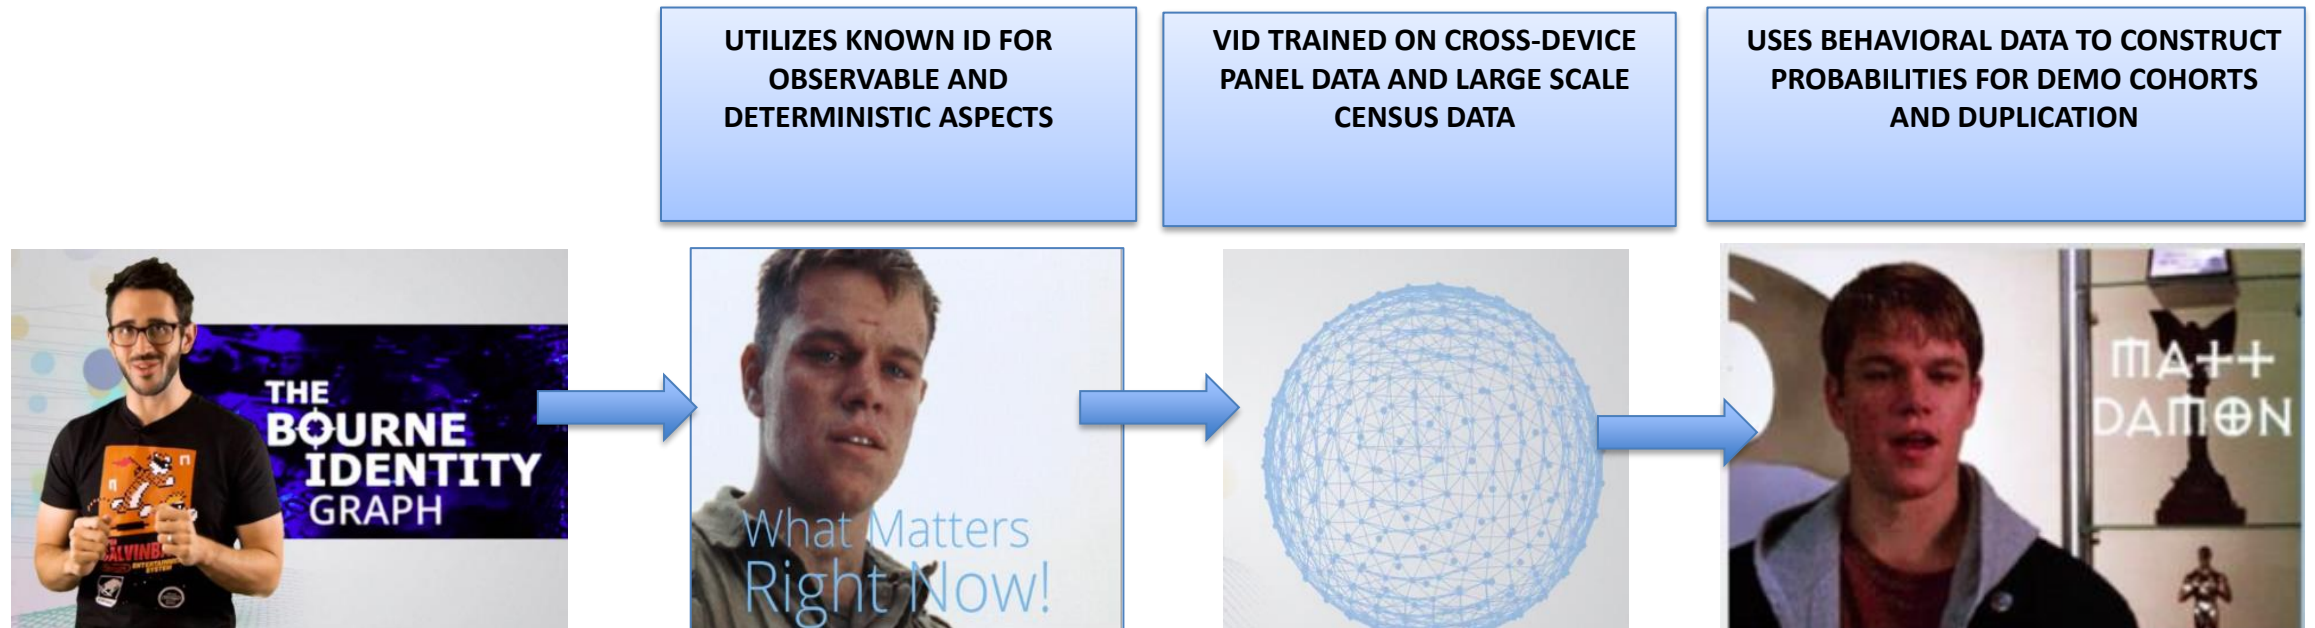 UTILIZES KNOWN ID FOR
OBSERVABLE AND
DETERMINISTIC ASPECTS
VID TRAINED ON CROSS-DEVICE
PANEL DATA AND LARGE SCALE
CENSUS DATA
USES BEHAVIORAL DATA TO CONSTRUCT
PROBABILITIES FOR DEMO COHORTS
AND DUPLICATION
THE
BOURNE
IDENTITY
GRAPH
What Matters
Right Now!
MATT
DAMON